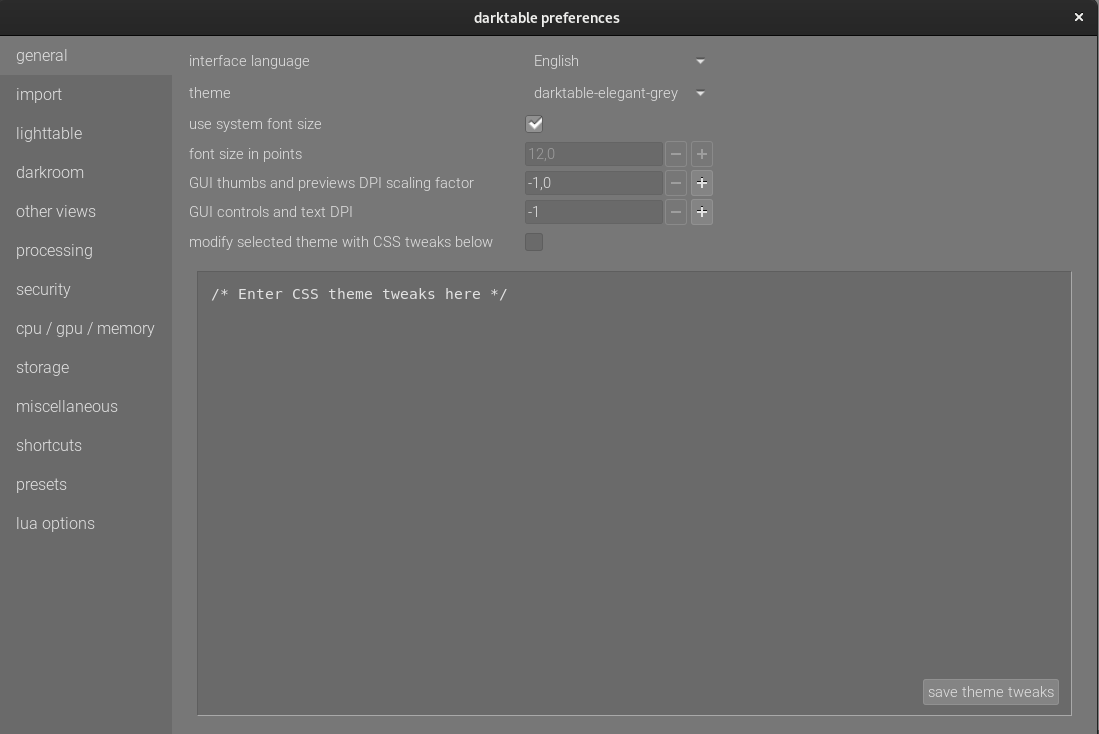 darktable preferences
general
import
lighttable
darkroom
other views
processing
security
cpu / gpu / memory
storage
miscellaneous
shortcuts
presets
lua options
interface language English
theme darktable-elegant-grey
use system font size
font size in points 12,0
GUI thumbs and previews DPI scaling factor -1,0
GUI controls and text DPI -1
modify selected theme with CSS tweaks below
/* Enter CSS theme tweaks here */
save theme tweaks